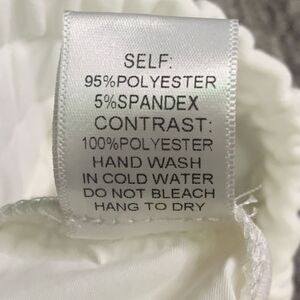 SELF:
95%POLYESTER
5%SPANDEX
CONTRAST:
100%POLYESTER
HAND WASH
IN COLD WATER
DO NOT BLEACH
HANG TO DRY